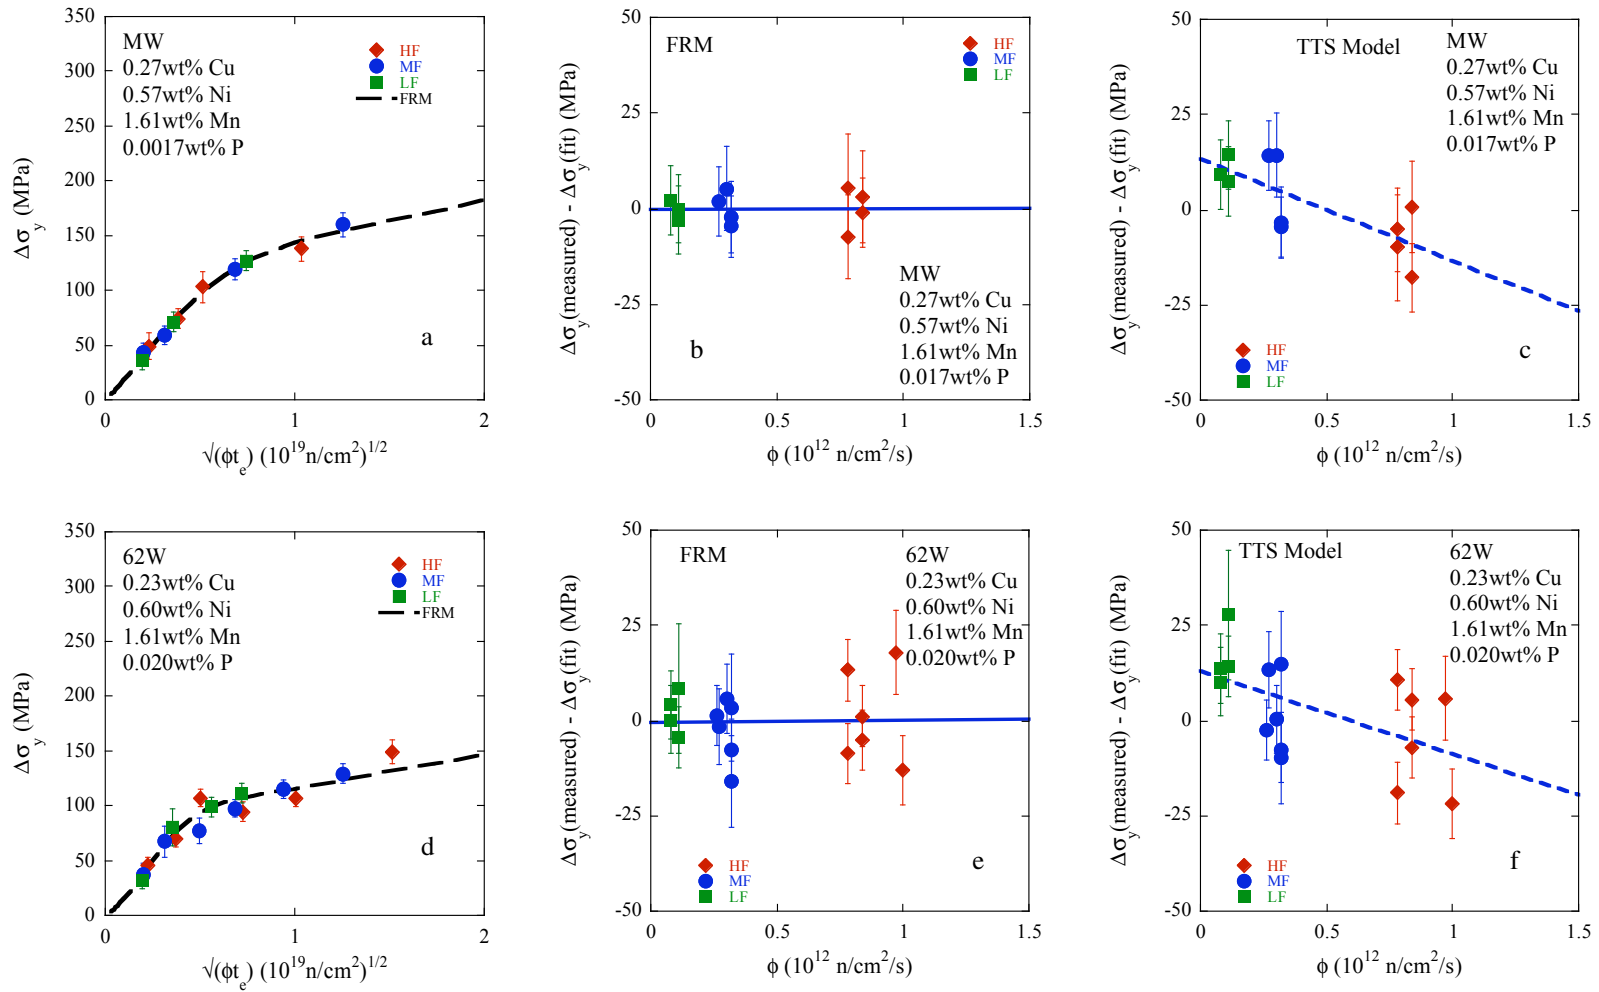 350
300
250
200
150
100
50
0
0
1
2
Δσy (MPa)
√(ϕte) (10^19n/cm^2)^1/2
MW
0.27wt% Cu
0.57wt% Ni
1.61wt% Mn
0.0017wt% P
HF
MF
LF
FRM
a
50
25
0
-25
-50
0
0.5
1
1.5
Δσy(measured) - Δσy(fit) (MPa)
ϕ (10^12 n/cm^2/s)
FRM
HF
MF
LF
MW
0.27wt% Cu
0.57wt% Ni
1.61wt% Mn
0.017wt% P
b
50
25
0
-25
-50
0
0.5
1
1.5
Δσy(measured) - Δσy(fit) (MPa)
ϕ (10^12 n/cm^2/s)
TTS Model
MW
0.27wt% Cu
0.57wt% Ni
1.61wt% Mn
0.017wt% P
HF
MF
LF
c
350
300
250
200
150
100
50
0
0
1
2
Δσy (MPa)
√(ϕte) (10^19n/cm^2)^1/2
62W
0.23wt% Cu
0.60wt% Ni
1.61wt% Mn
0.020wt% P
HF
MF
LF
FRM
d
50
25
0
-25
-50
0
0.5
1
1.5
Δσy(measured) - Δσy(fit) (MPa)
ϕ (10^12 n/cm^2/s)
FRM
62W
0.23wt% Cu
0.60wt% Ni
1.61wt% Mn
0.020wt% P
HF
MF
LF
e
50
25
0
-25
-50
0
0.5
1
1.5
Δσy(measured) - Δσy(fit) (MPa)
ϕ (10^12 n/cm^2/s)
TTS Model
62W
0.23wt% Cu
0.60wt% Ni
1.61wt% Mn
0.020wt% P
HF
MF
LF
f